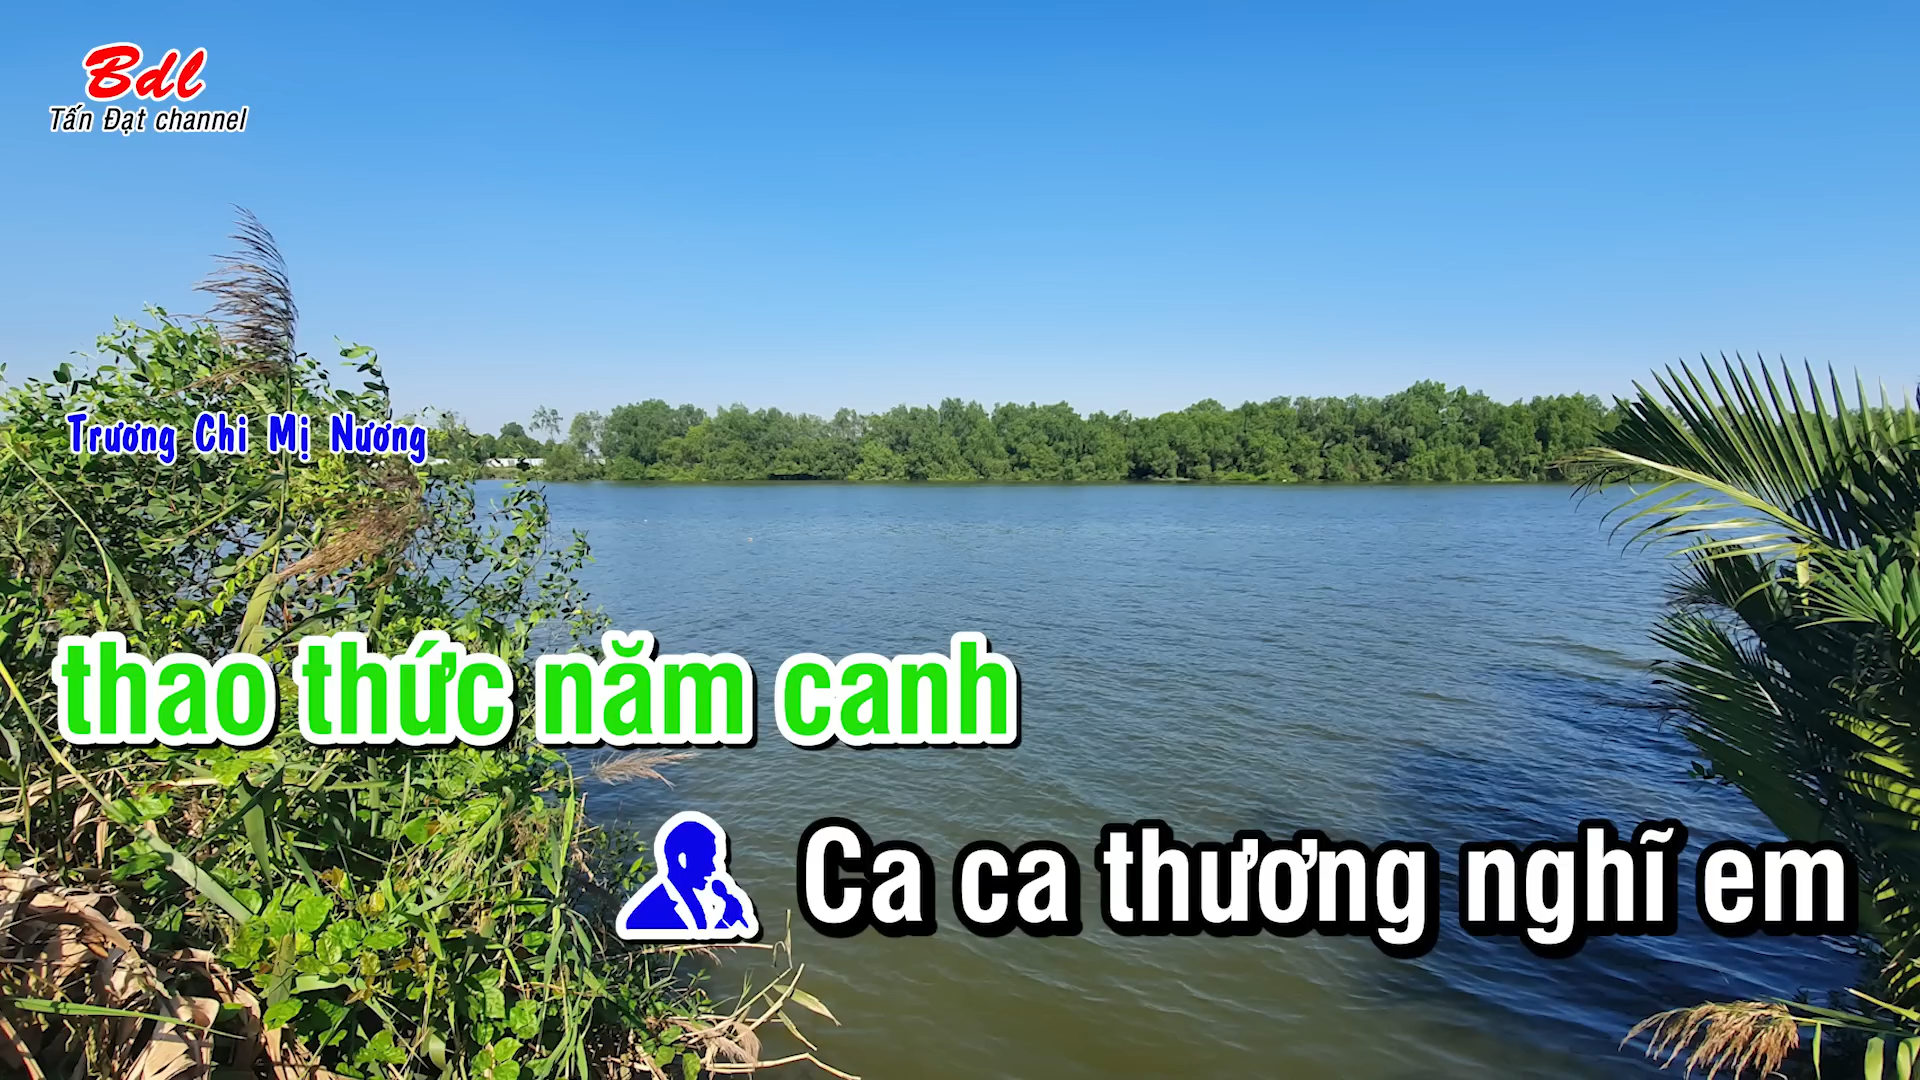 Bdl
Tấn Đạt channel
Trương Chi Mị Nương
thao thức năm canh
Ca ca thương nghĩ em